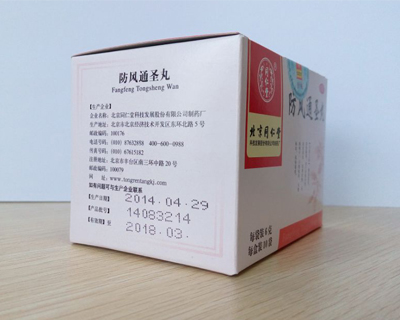 防风通圣丸
Fangfeng Tongsheng Wan
【生产企业】
企业名称：北京同仁堂科技发展股份有限公司制药厂
生产地址：北京市北京经济技术开发区东环北路 5 号
邮政编码：100176
电话号码：(010) 87632888 400-600-0988
传真号码：(010) 67615182
注册地址：北京市丰台区南三环中路 20 号
邮政编码：100079
网 址：www.tongrentangkj.com
如有问题可与生产企业联系
【生产日期】 2014.04.29
【产品批号】 14083214
【有效期】至 2018.03.
同仁堂
防风通圣丸
北京同仁堂